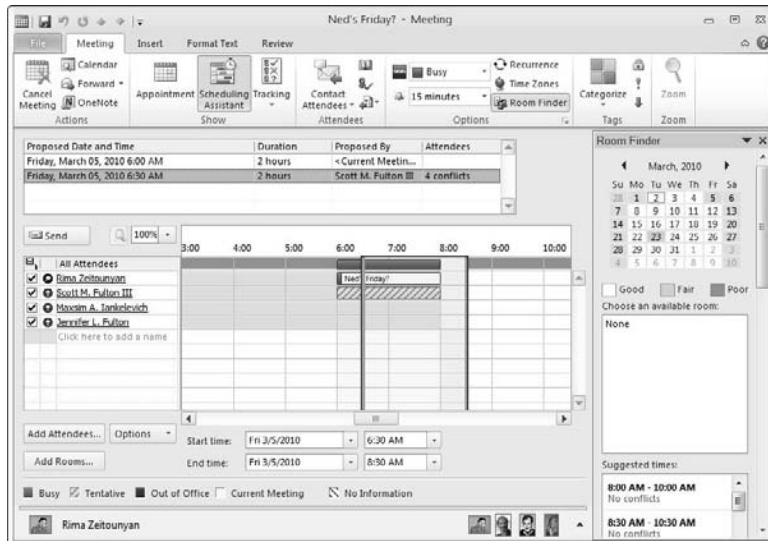 Ned's Friday? - Meeting
File Meeting Insert Format Text Review
Cancel Meeting
Calendar
Forward
OneNote
Actions
Appointment
Scheduling Assistant
Tracking
Show
Contact Attendees
Attendees
Busy
15 minutes
Recurrence
Time Zones
Room Finder
Options
Categorize
Tags
Zoom
Zoom
Proposed Date and Time Duration Proposed By Attendees
Friday, March 05, 2010 6:00 AM 2 hours <Current Meetin...
Friday, March 05, 2010 6:30 AM 2 hours Scott M. Fulton III 4 conflicts
Send 100%
3:00 4:00 5:00 6:00 7:00 8:00 9:00 10:00
All Attendees
Rima Zeitounyan Ned's Friday?
Scott M. Fulton III
Maxsim A. Iankelevich
Jennifer L. Fulton
Click here to add a name
Add Attendees... Options
Add Rooms...
Start time: Fri 3/5/2010 6:30 AM
End time: Fri 3/5/2010 8:30 AM
Busy Tentative Out of Office Current Meeting No Information
Rima Zeitounyan
Room Finder
March, 2010
Su Mo Tu We Th Fr Sa
28 1 2 3 4 5 6
7 8 9 10 11 12 13
14 15 16 17 18 19 20
21 22 23 24 25 26 27
28 29 30 31 1 2 3
4 5 6 7 8 9 10
Good Fair Poor
Choose an available room:
None
Suggested times:
8:00 AM - 10:00 AM
No conflicts
8:30 AM - 10:30 AM
No conflicts